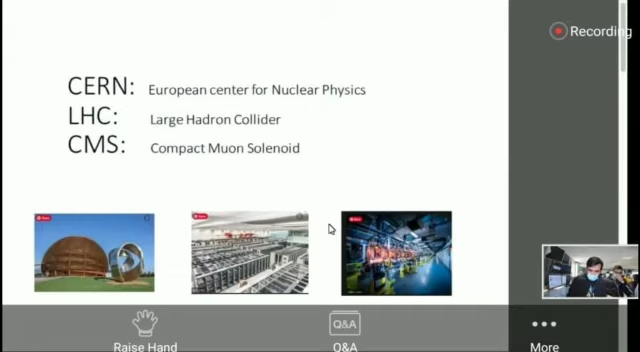 Recording
CERN: European center for Nuclear Physics
LHC: Large Hadron Collider
CMS: Compact Muon Solenoid
Raise Hand
Q&A
Q&A
More